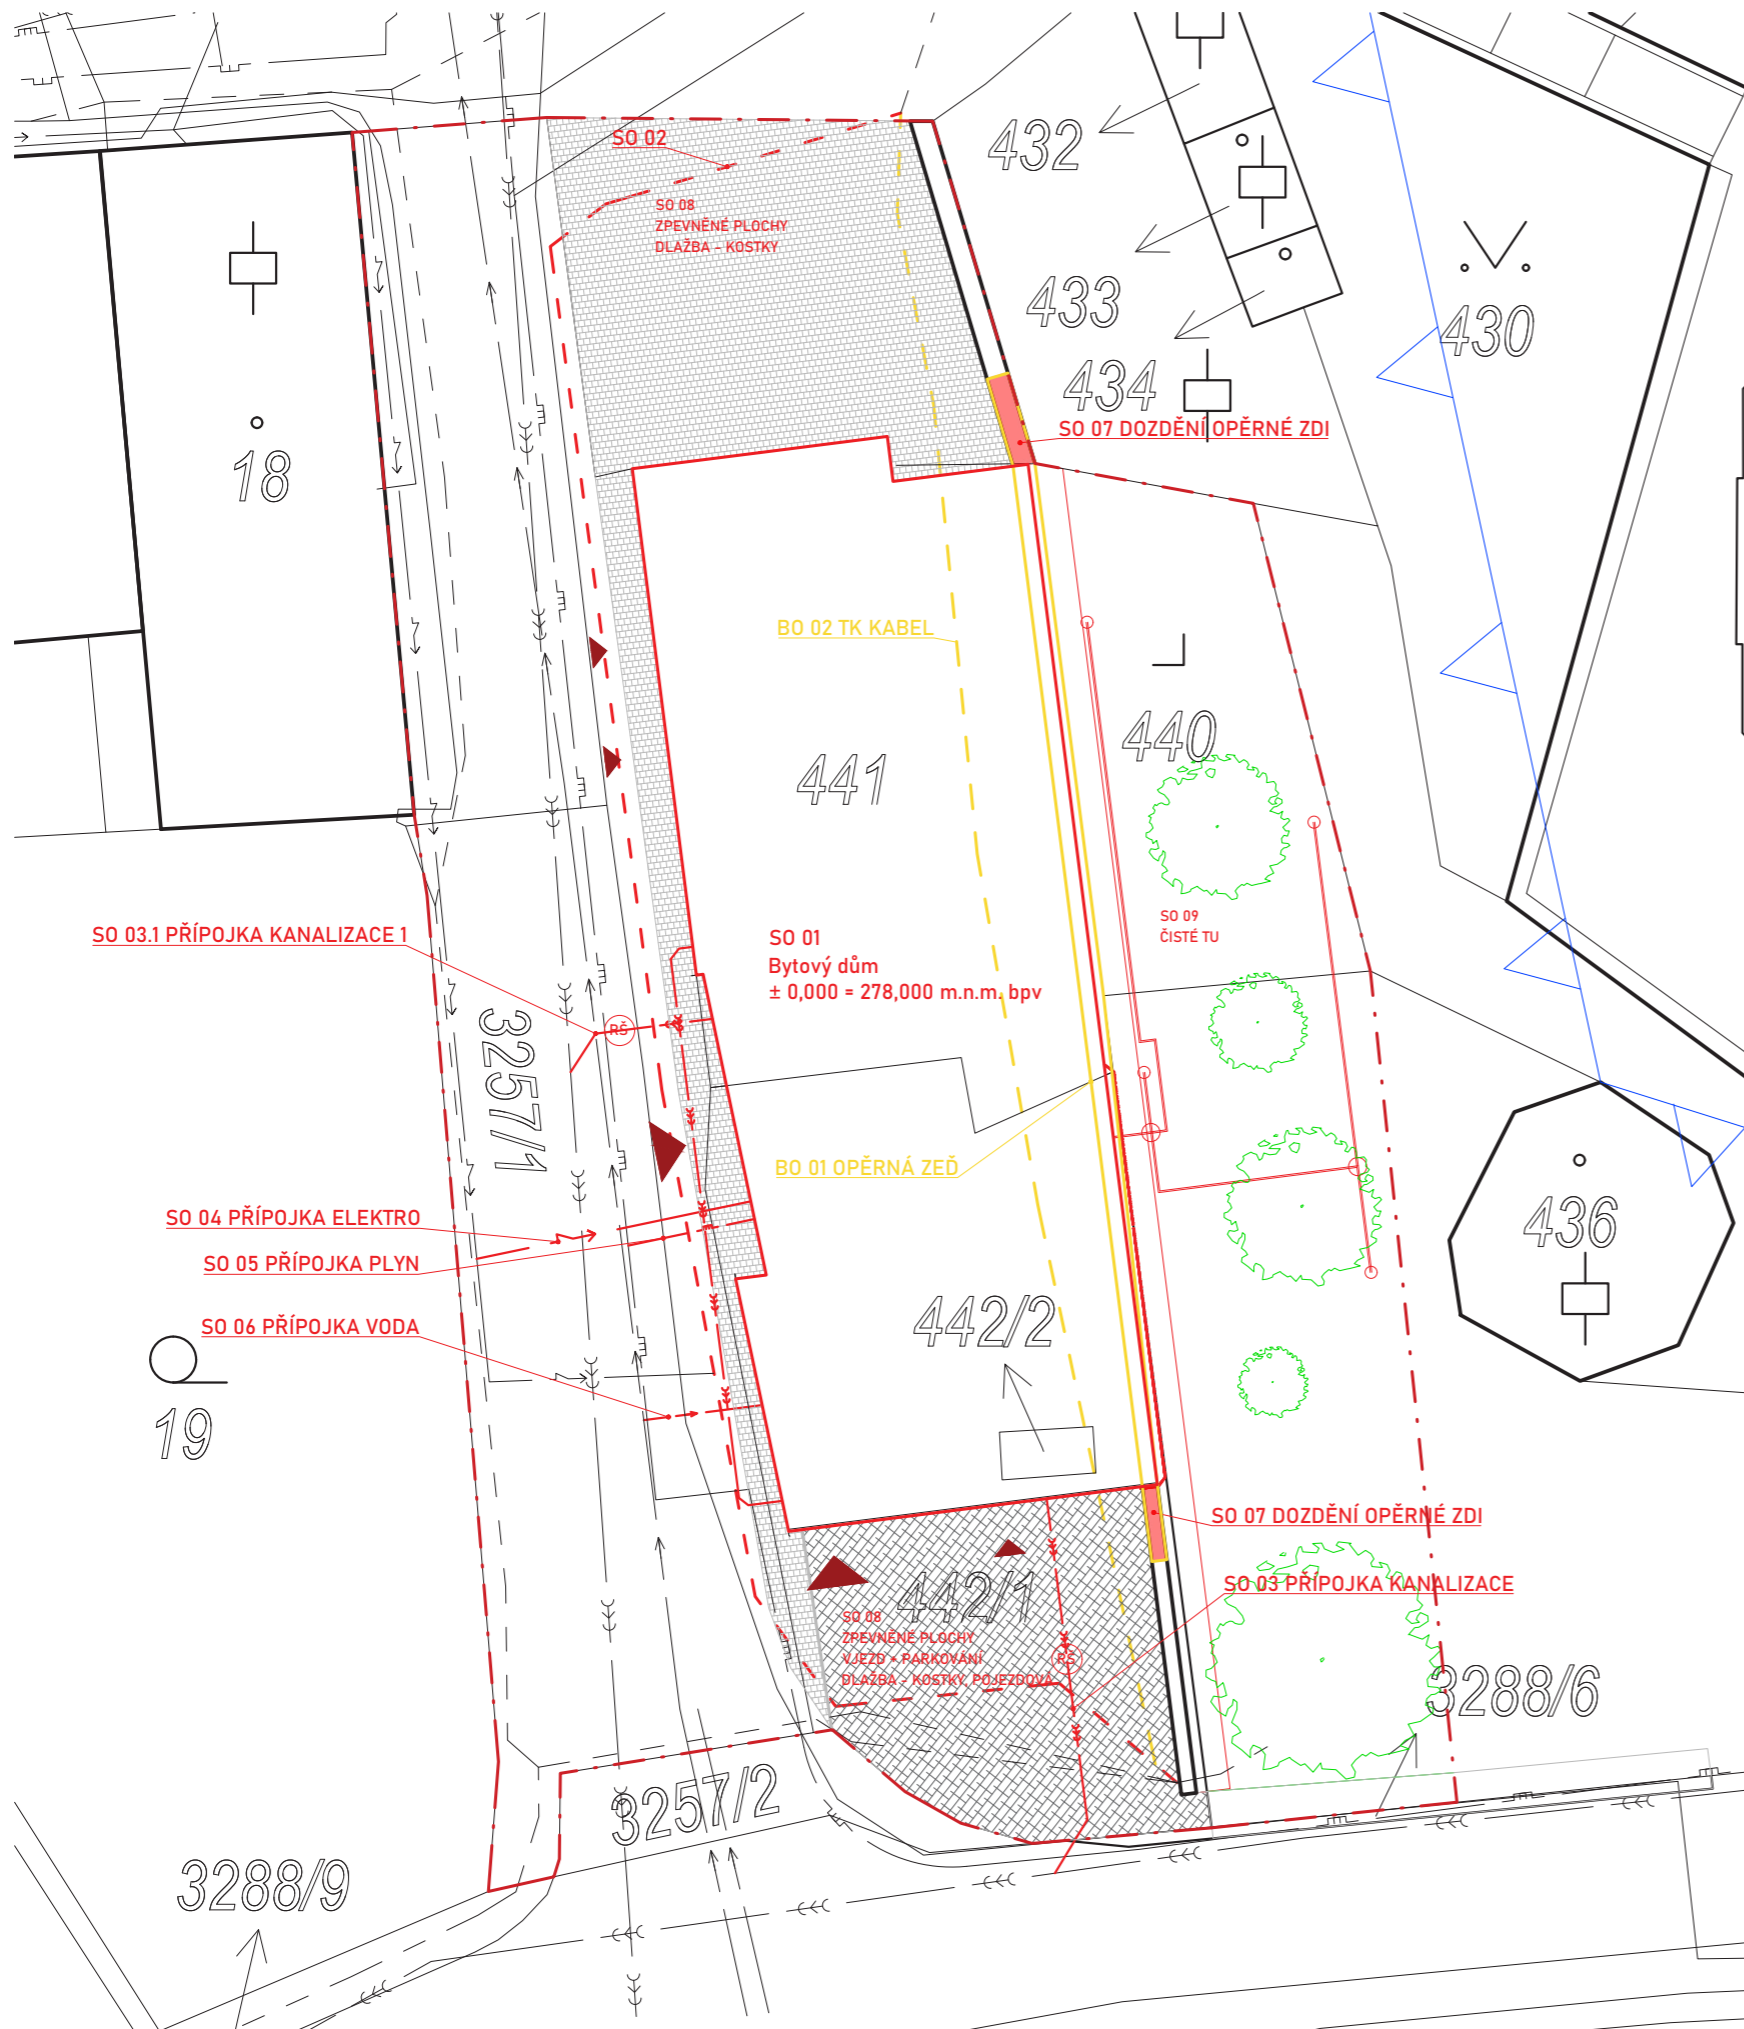 SO 02
432
SO 08
ZPEVNĚNÉ PLOCHY
DLAŽBA - KOSTKY
433
430
434
SO 07 DOZDĚNÍ OPĚRNÉ ZDI
18
BO 02 TK KABEL
440
441
SO 09
ČISTÉ TU
SO 03.1 PŘÍPOJKA KANALIZACE 1
SO 01
Bytový dům
± 0,000 = 278,000 m.n.m. bpv
RŠ
3257/1
BO 01 OPĚRNÁ ZEĎ
SO 04 PŘÍPOJKA ELEKTRO
436
SO 05 PŘÍPOJKA PLYN
SO 06 PŘÍPOJKA VODA
442/2
19
SO 07 DOZDĚNÍ OPĚRNÉ ZDI
SO 03 PŘÍPOJKA KANALIZACE
442/1
SO 08
ZPEVNĚNÉ PLOCHY
VJEZD + PARKOVÁNÍ
RŠ
DLAŽBA - KOSTKY, POJEZDOVÁ
3288/6
3257/2
3288/9